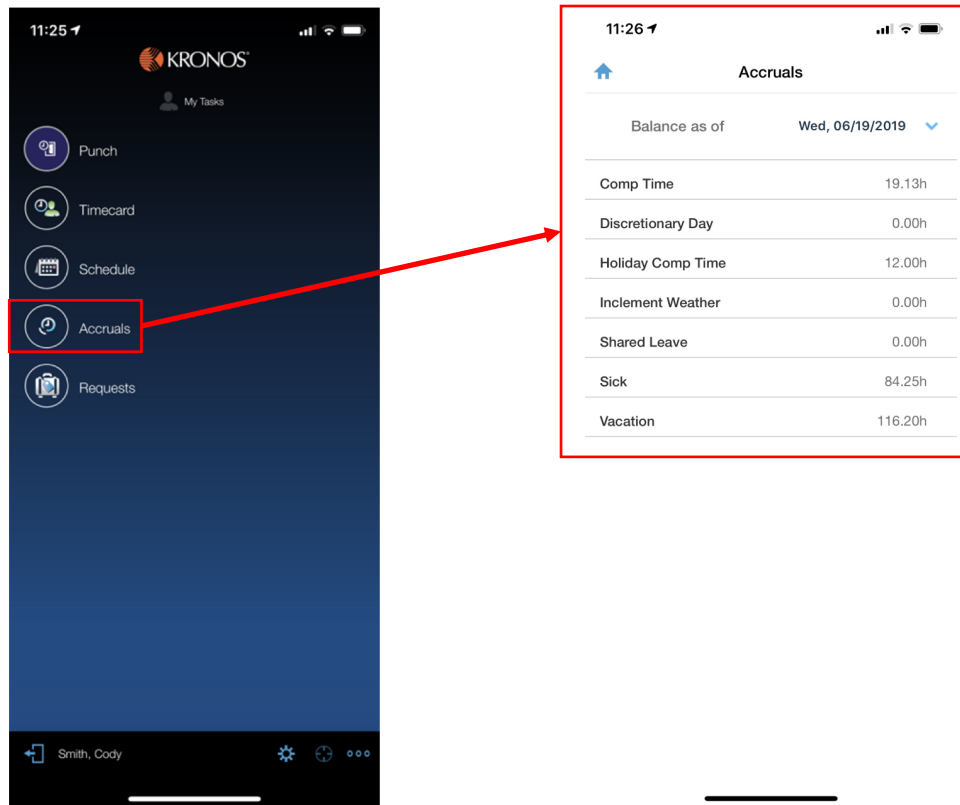 11:25
KRONOS
My Tasks
Punch
Timecard
Schedule
Accruals
Requests
Smith, Cody
11:26
Accruals
Balance as of Wed, 06/19/2019
Comp Time 19.13h
Discretionary Day 0.00h
Holiday Comp Time 12.00h
Inclement Weather 0.00h
Shared Leave 0.00h
Sick 84.25h
Vacation 116.20h